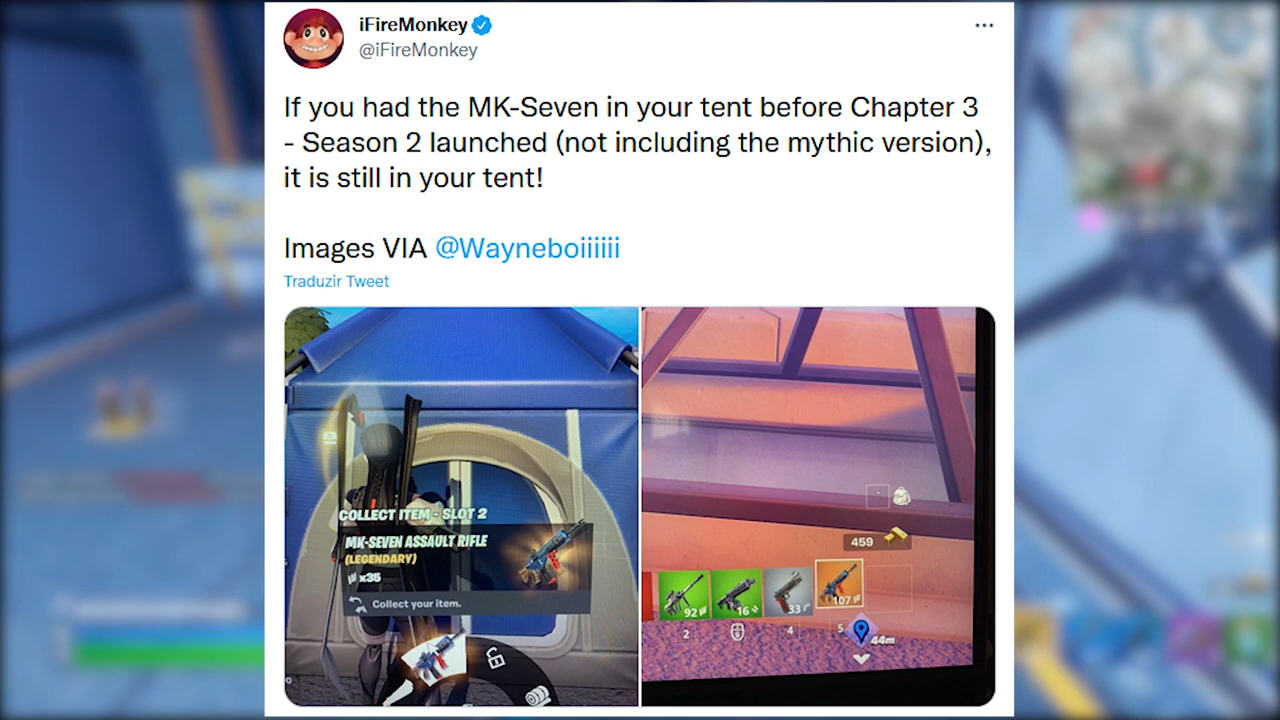 iFireMonkey
@iFireMonkey
If you had the MK-Seven in your tent before Chapter 3
- Season 2 launched (not including the mythic version),
it is still in your tent!
Images VIA @Wayneboiiiiii
Traduzir Tweet
COLLECT ITEM - SLOT 2
MK-SEVEN ASSAULT RIFLE
(LEGENDARY)
x35
Collect your item.
459
92
16
33
107
2
4
5
44m